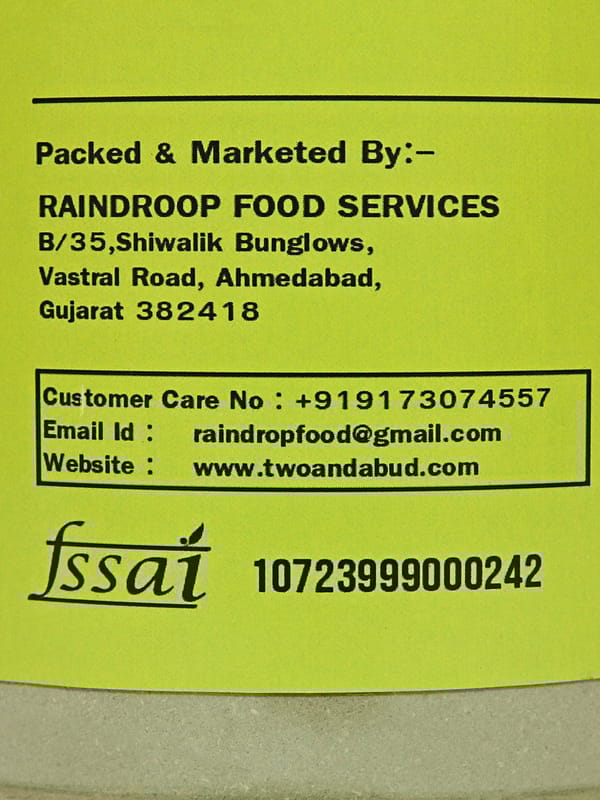 Packed & Marketed By:-
RAINDROOP FOOD SERVICES
B/35,Shiwalik Bunglows,
Vastral Road, Ahmedabad,
Gujarat 382418
Customer Care No : +919173074557
Email Id : raindropfood@gmail.com
Website : www.twoandabud.com
fssai 10723999000242